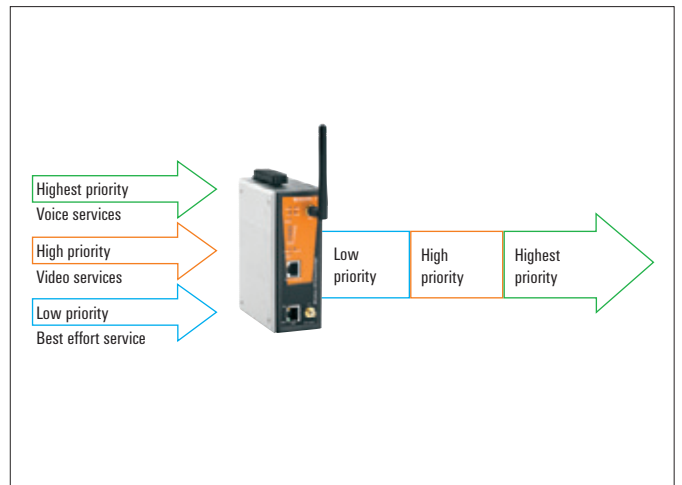 Highest priority
Voice services
High priority
Video services
Low priority
Best effort service
Low
priority
High
priority
Highest
priority